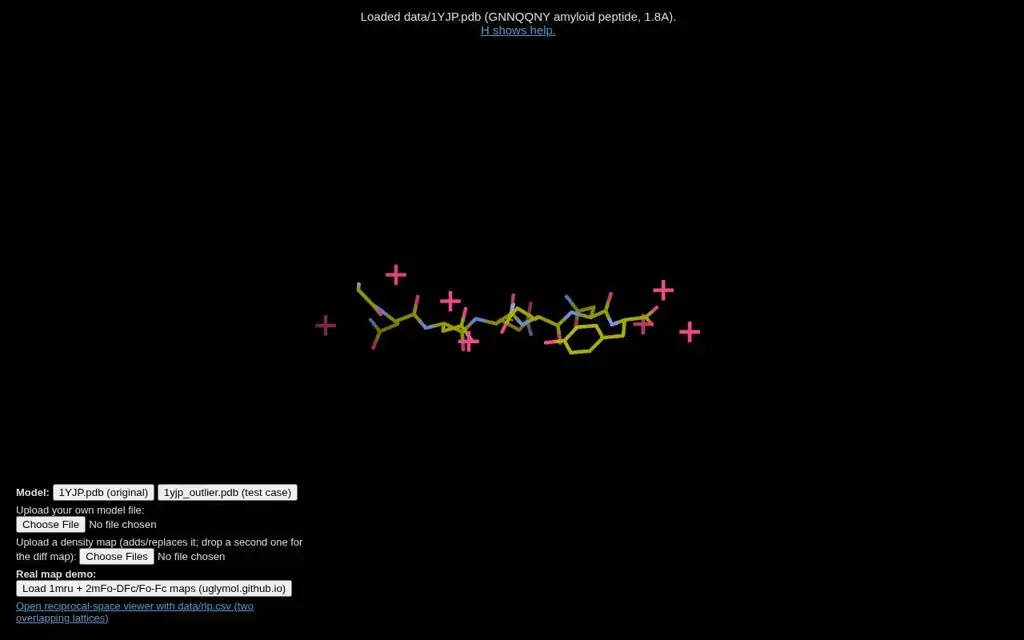 Loaded data/1YJP.pdb (GNNQQNY amyloid peptide, 1.8A).
H shows help.
Model: 1YJP.pdb (original) 1yjp_outlier.pdb (test case)
Upload your own model file:
Choose File No file chosen
Upload a density map (adds/replaces it; drop a second one for
the diff map): Choose Files No file chosen
Real map demo:
Load 1mru + 2mFo-DFc/Fo-Fc maps (uglymol.github.io)
Open reciprocal-space viewer with data/rlp.csv (two
overlapping lattices)